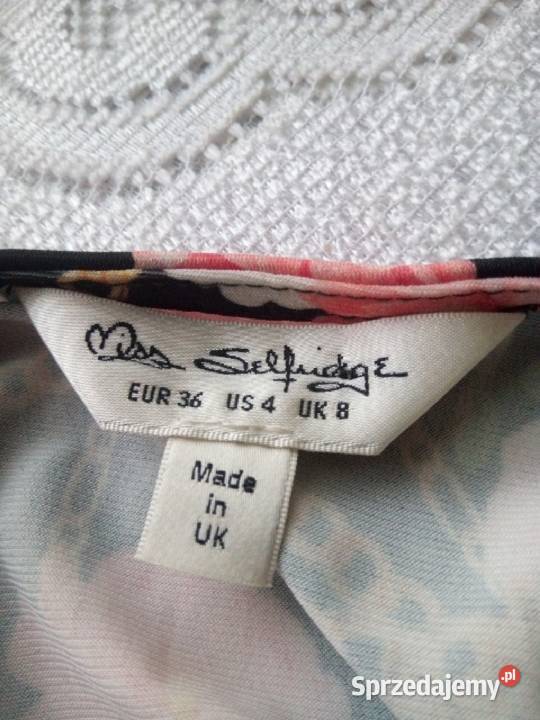 Miss Selfridge
EUR 36 US 4 UK 8
Made
in
UK
Sprzedajemy.pl